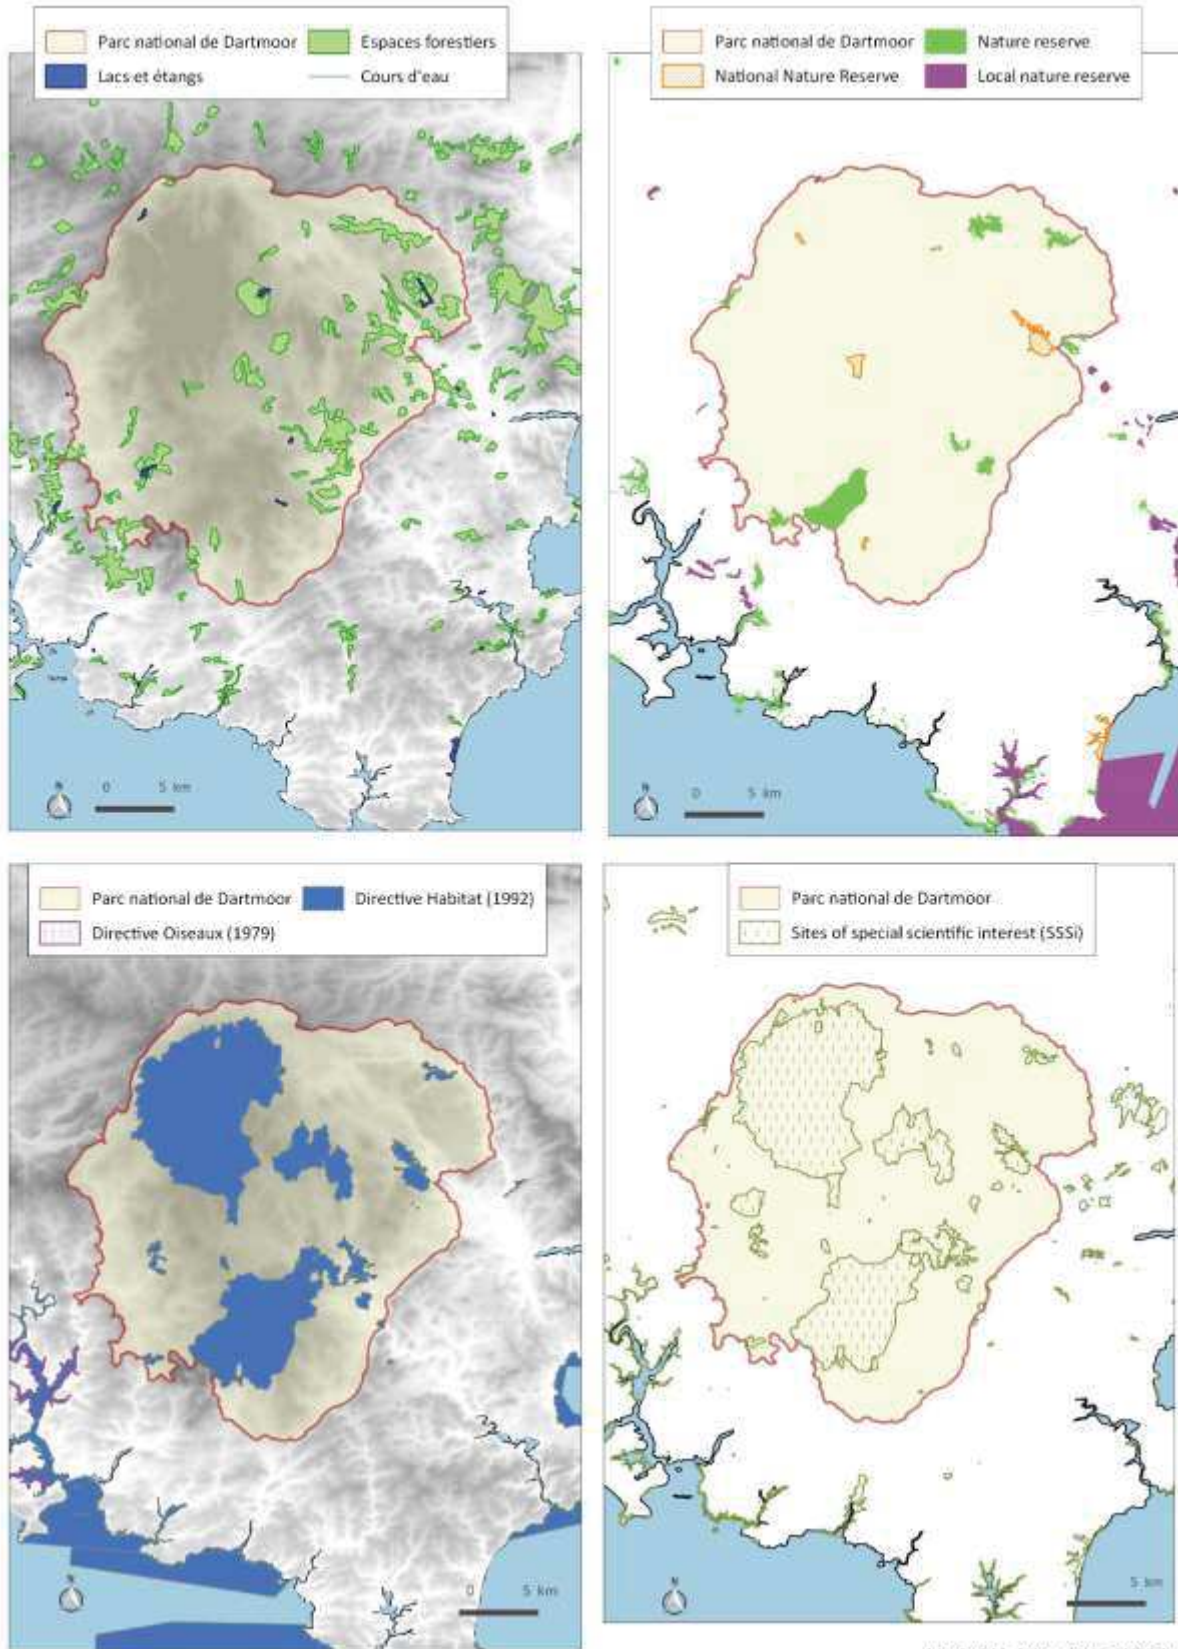 Parc national de Dartmoor Espaces forestiers
Lacs et étangs Cours d'eau
N 0 5 km
Parc national de Dartmoor Nature reserve
National Nature Reserve Local nature reserve
N 0 5 km
Parc national de Dartmoor Directive Habitat (1992)
Directive Oiseaux (1979)
N 0 5 km
Parc national de Dartmoor
Sites of special scientific interest (SSSi)
N 5 km